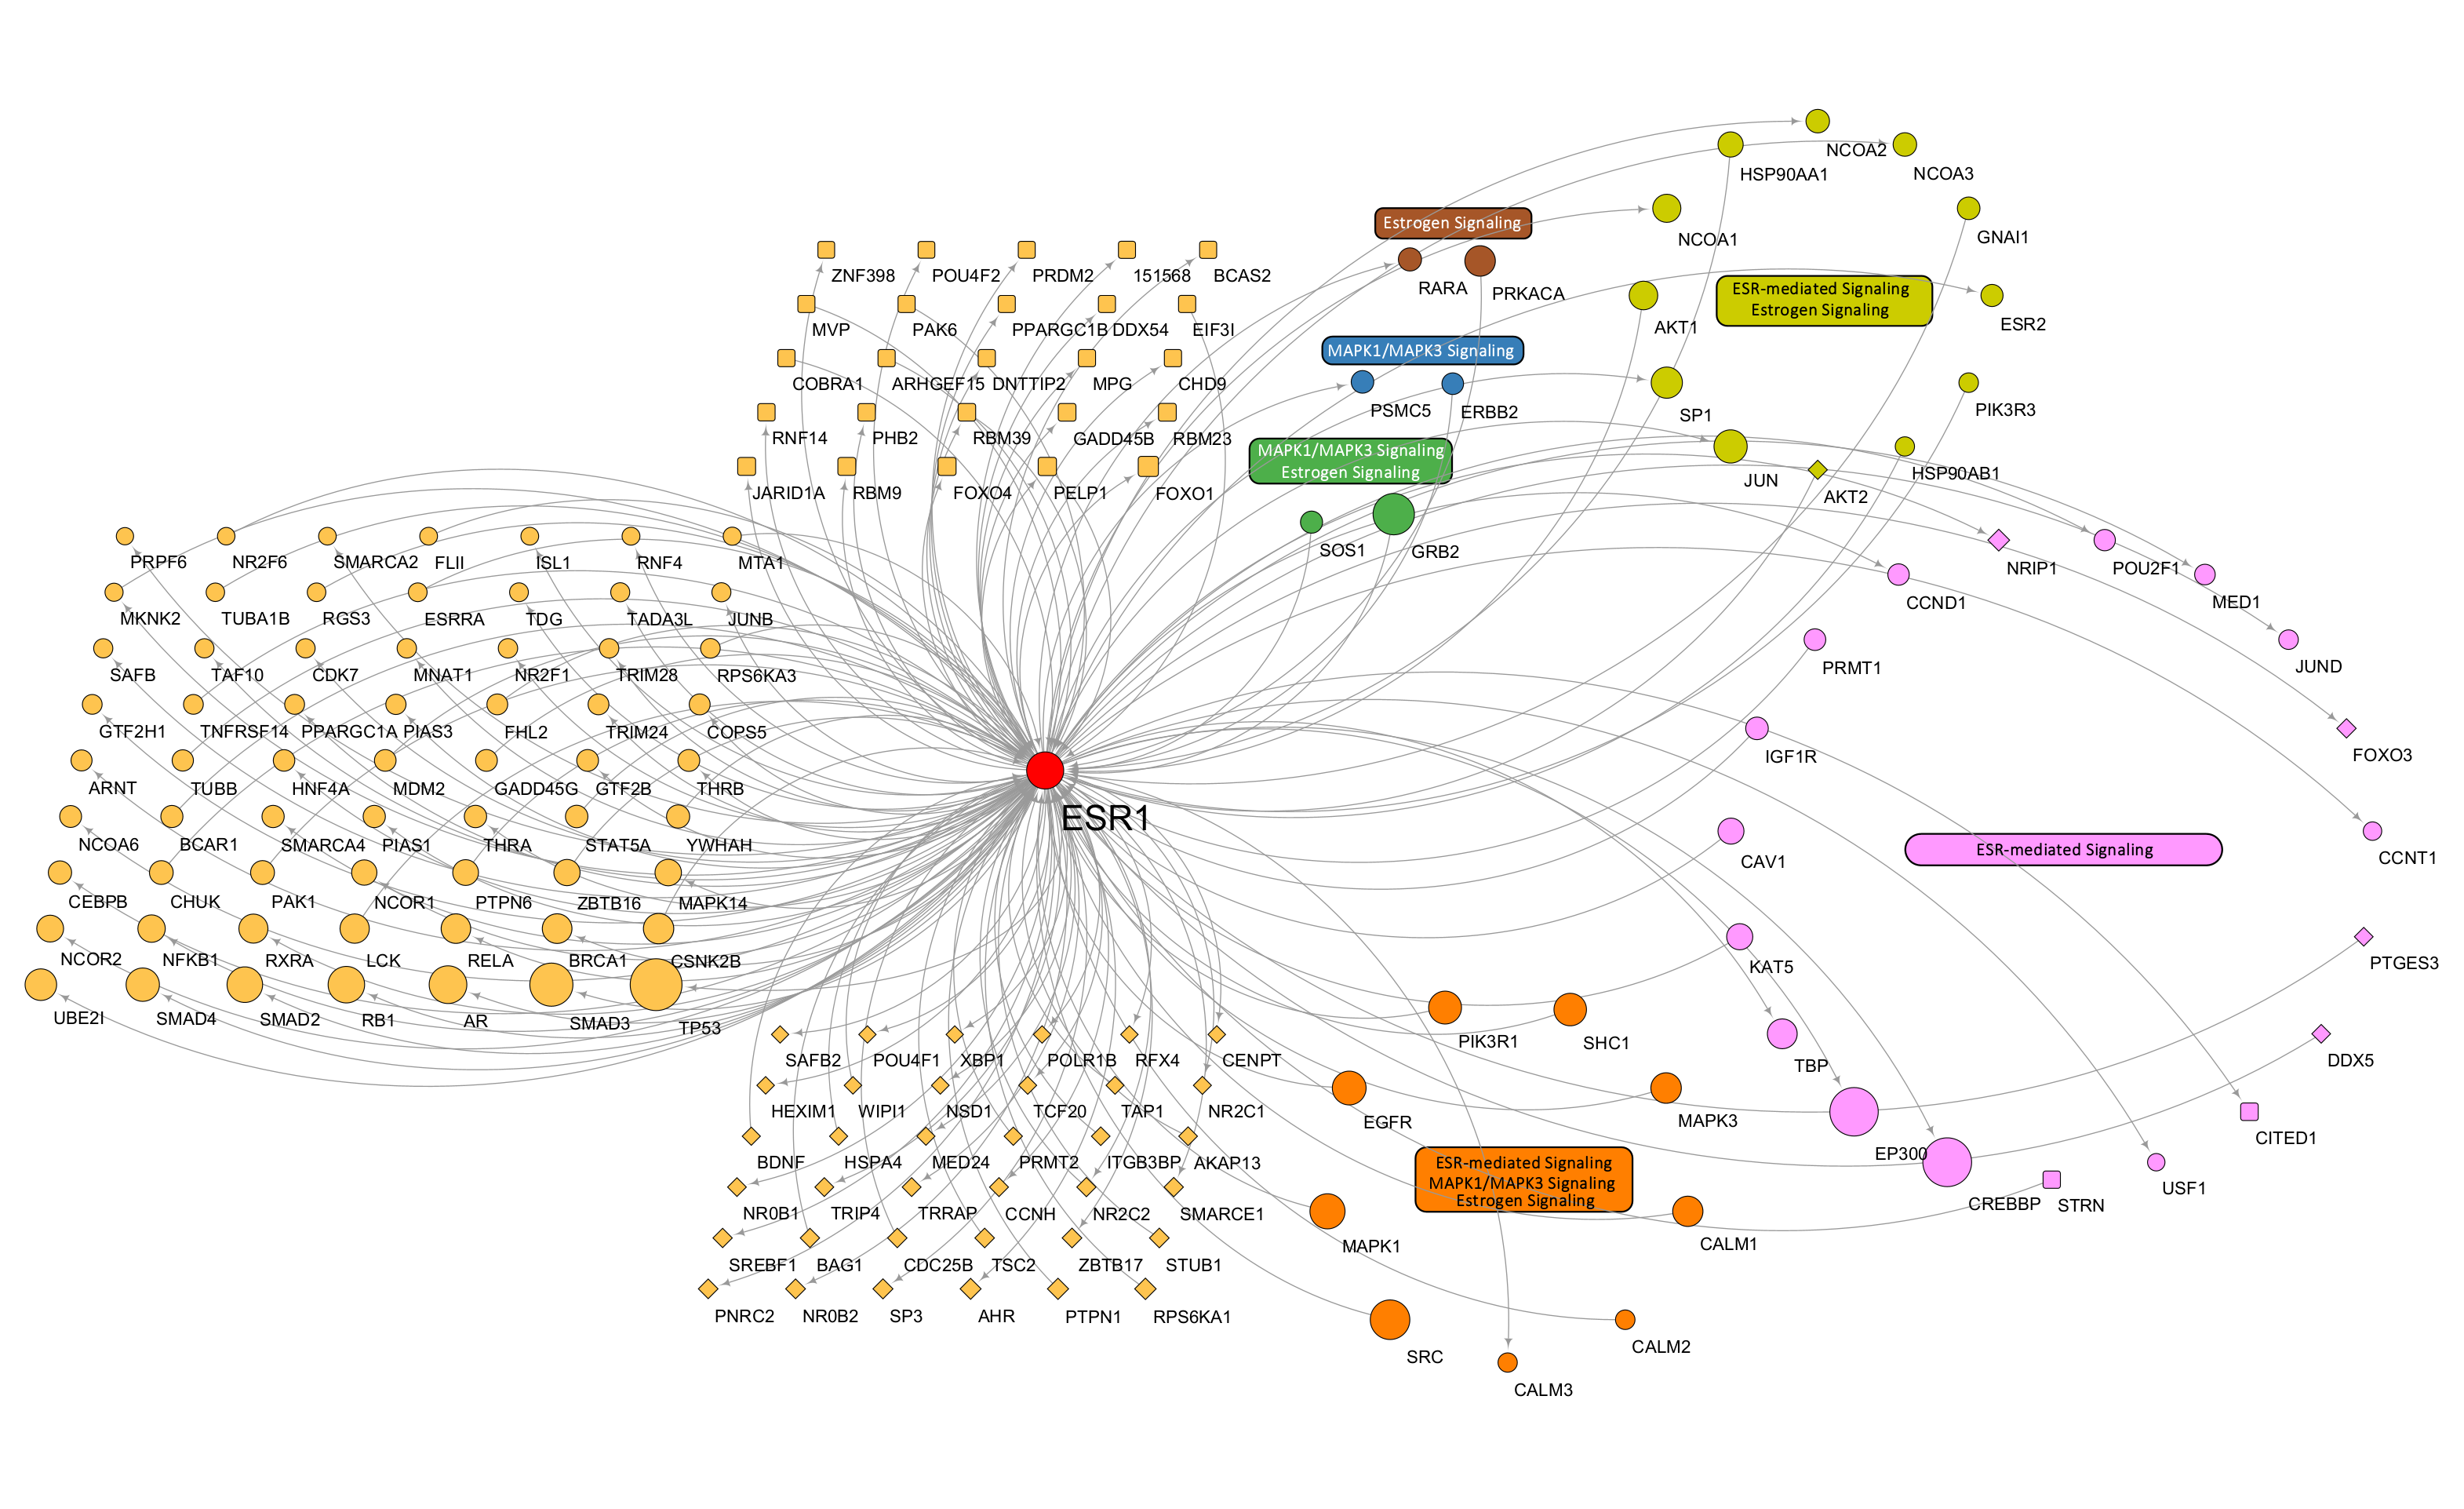 NCOA2
HSP90AA1
NCOA3
Estrogen Signaling
NCOA1
GNAI1
ZNF398
POU4F2
PRDM2
151568
BCAS2
RARA
PRKACA
ESR-mediated Signaling
Estrogen Signaling
MVP
PAK6
PPARGC1B
DDX54
EIF3I
AKT1
ESR2
MAPK1/MAPK3 Signaling
COBRA1
ARHGEF15
DNTTIP2
MPG
CHD9
PSMC5
ERBB2
SP1
PIK3R3
RNF14
PHB2
RBM39
GADD45B
RBM23
MAPK1/MAPK3 Signaling
Estrogen Signaling
JUN
HSP90AB1
AKT2
JARID1A
RBM9
FOXO4
PELP1
FOXO1
SOS1
GRB2
PRPF6
NR2F6
SMARCA2
FLII
ISL1
RNF4
MTA1
NRIP1
POU2F1
CCND1
MED1
MKNK2
TUBA1B
RGS3
ESRRA
TDG
TADA3L
JUNB
PRMT1
JUND
SAFB
TAF10
CDK7
MNAT1
NR2F1
TRIM28
RPS6KA3
GTF2H1
TNFRSF14
PPARGC1A
PIAS3
FHL2
TRIM24
COPS5
IGF1R
FOXO3
ARNT
TUBB
HNF4A
MDM2
GADD45G
GTF2B
THRB
ESR1
NCOA6
BCAR1
SMARCA4
PIAS1
THRA
STAT5A
YWHAH
CAV1
ESR-mediated Signaling
CCNT1
CEBPB
CHUK
PAK1
NCOR1
PTPN6
ZBTB16
MAPK14
NCOR2
NFKB1
RXRA
LCK
RELA
BRCA1
CSNK2B
KAT5
PTGES3
UBE2I
SMAD4
SMAD2
RB1
AR
SMAD3
TP53
PIK3R1
SHC1
SAFB2
POU4F1
XBP1
POLR1B
RFX4
CENPT
TBP
DDX5
HEXIM1
WIPI1
NSD1
TCF20
TAP1
NR2C1
EGFR
MAPK3
CITED1
BDNF
HSPA4
MED24
PRMT2
ITGB3BP
AKAP13
EP300
ESR-mediated Signaling
MAPK1/MAPK3 Signaling
Estrogen Signaling
CREBBP
STRN
USF1
NR0B1
TRIP4
TRRAP
CCNH
NR2C2
SMARCE1
MAPK1
CALM1
SREBF1
BAG1
CDC25B
TSC2
ZBTB17
STUB1
PNRC2
NR0B2
SP3
AHR
PTPN1
RPS6KA1
SRC
CALM2
CALM3